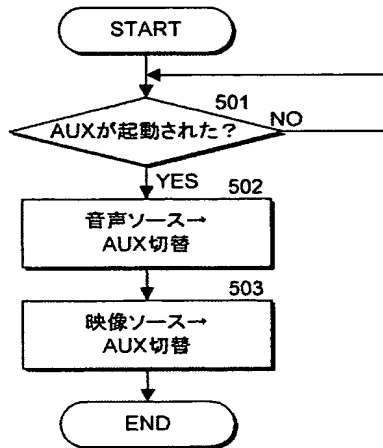 START
501
AUXが起動された？
NO
YES
502
音声ソース→
AUX切替
503
映像ソース→
AUX切替
END